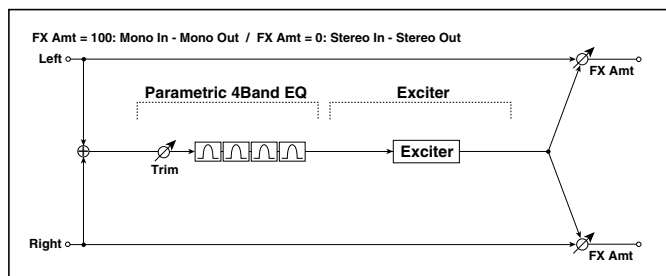 FX Amt = 100: Mono In - Mono Out / FX Amt = 0: Stereo In - Stereo Out
Left
FX Amt
Parametric 4Band EQ
Exciter
Exciter
Trim
Right
FX Amt